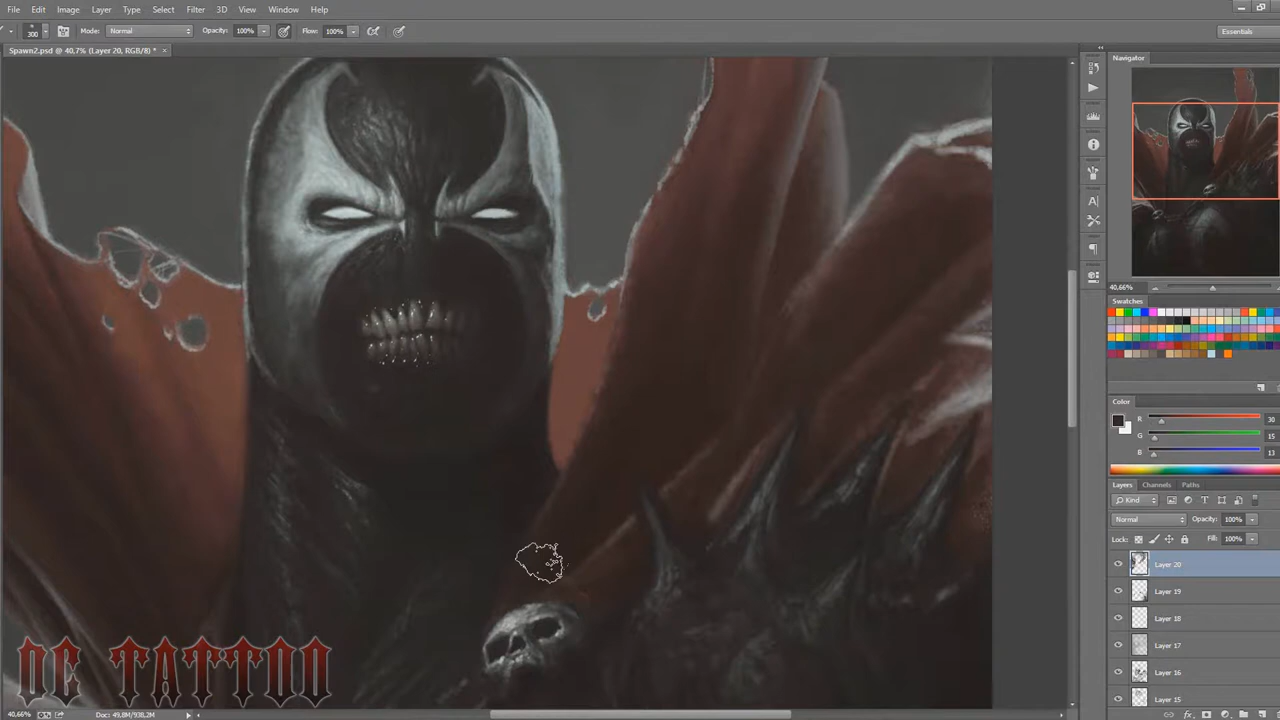 File Edit Image Layer Type Select Filter 3D View Window Help
300 Mode: Normal Opacity: 100% Flow: 100% Essentials
Spawn2.psd @ 40,7% (Layer 20, RGB/8) * ×
Navigator
40,66%
Swatches
Color
R 30
G 15
B 13
Layers Channels Paths
Kind
Normal Opacity: 100%
Lock: Fill: 100%
Layer 20
Layer 19
Layer 18
Layer 17
Layer 16
Layer 15
DC TATTOO
40,66% Doc: 49,8M/938,2M